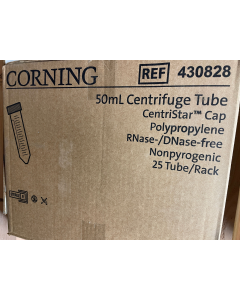 CORNING
REF 430828
50mL Centrifuge Tube
CentriStar™ Cap
Polypropylene
RNase-/DNase-free
Nonpyrogenic
25 Tube/Rack